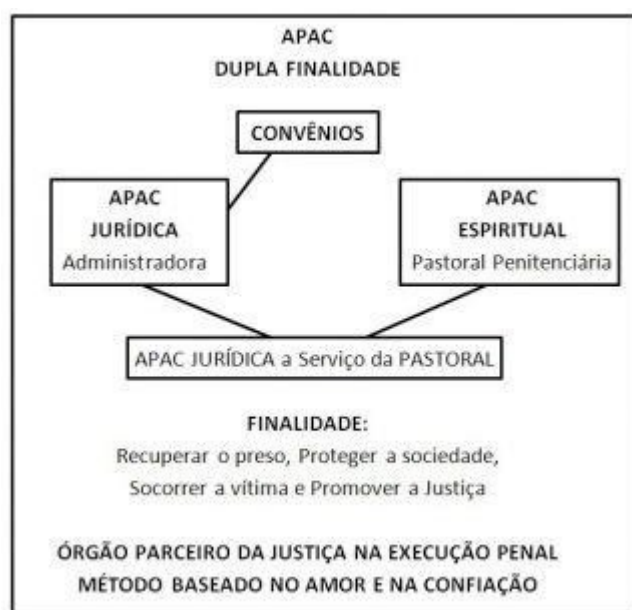 APAC
DUPLA FINALIDADE
CONVÊNIOS
APAC
JURÍDICA
Administradora
APAC
ESPIRITUAL
Pastoral Penitenciária
APAC JURÍDICA a Serviço da PASTORAL
FINALIDADE:
Recuperar o preso, Proteger a sociedade,
Socorrer a vítima e Promover a Justiça
ÓRGÃO PARCEIRO DA JUSTIÇA NA EXECUÇÃO PENAL
MÉTODO BASEADO NO AMOR E NA CONFIAÇÃO